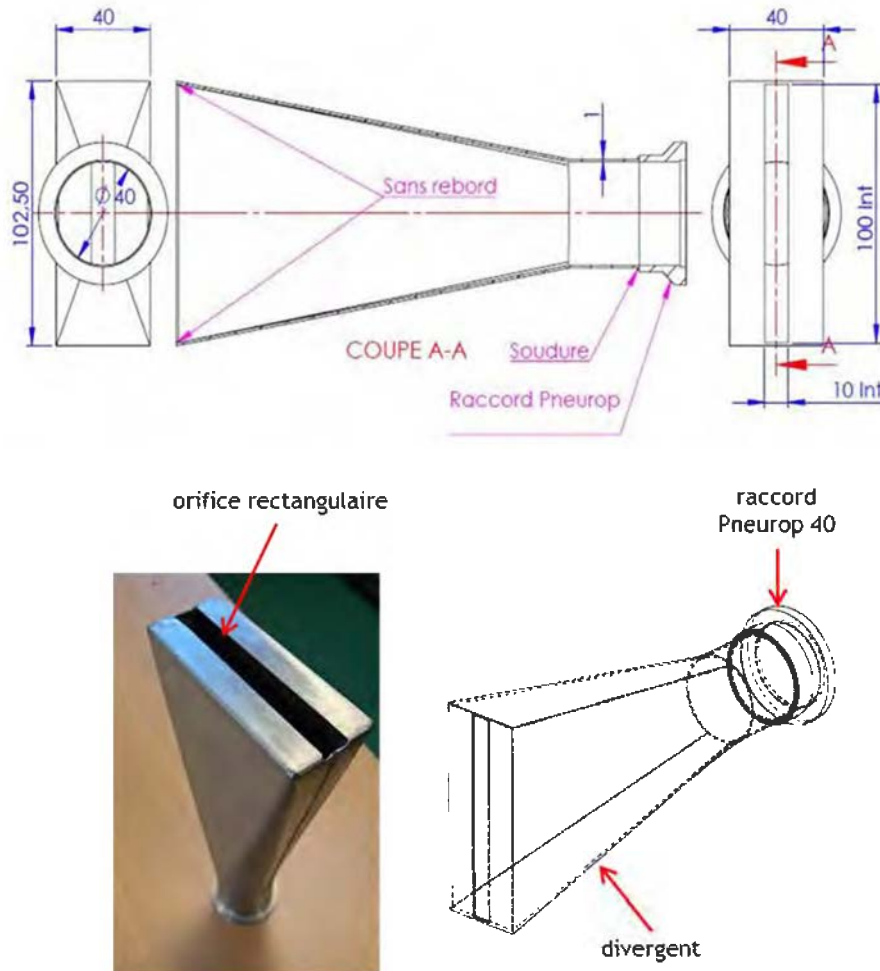 40
40
A
1
Sans rebord
Ø 40
102,50
100 Int
COUPE A-A
Soudure
A
Raccord Pneurop
10 Int
orifice rectangulaire
raccord
Pneurop 40
divergent